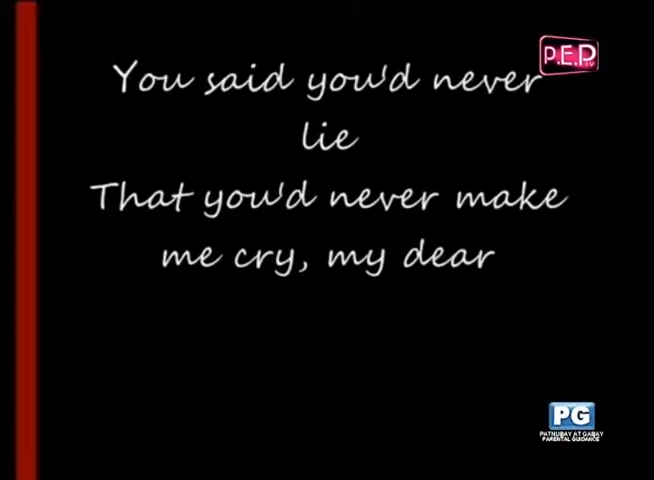 P.E.P
.tv
You said you'd never
lie
That you'd never make
me cry, my dear
PG
PATNUBAY AT GABAY
PARENTAL GUIDANCE